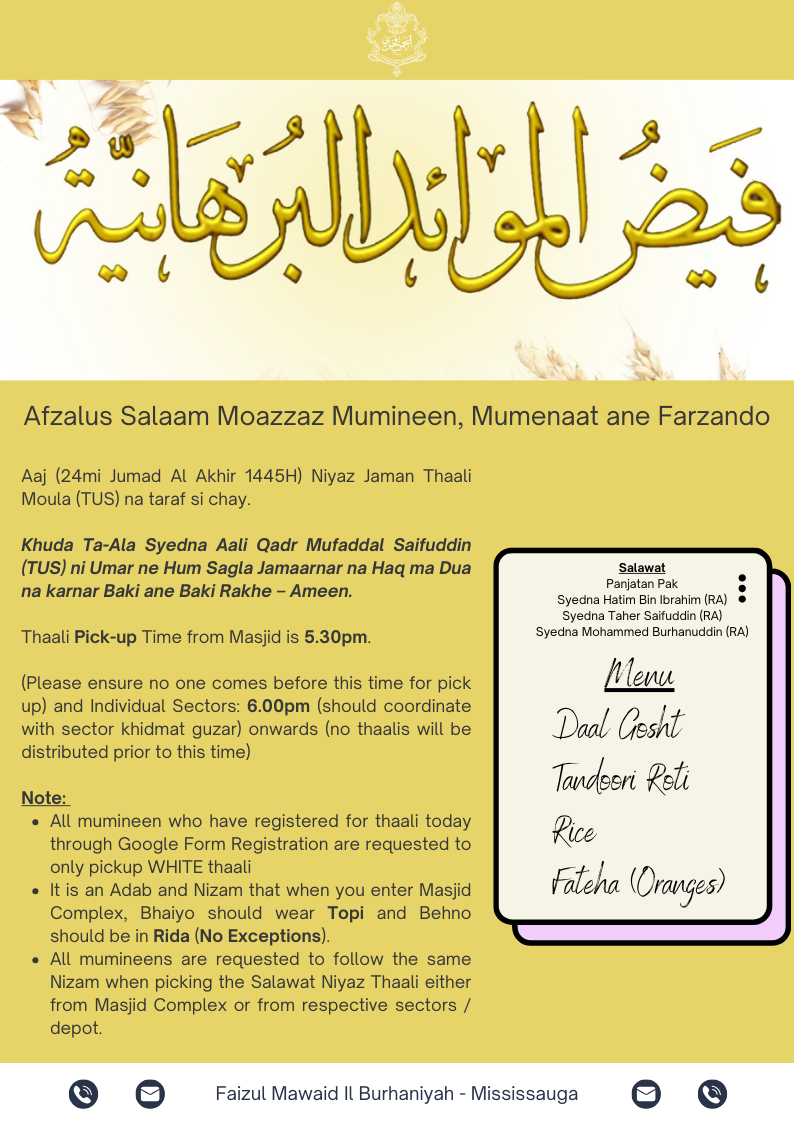 فيض الموائد البرهانية
Afzalus Salaam Moazzaz Mumineen, Mumenaat ane Farzando
Aaj (24mi Jumad Al Akhir 1445H) Niyaz Jaman Thaali
Moula (TUS) na taraf si chay.
Khuda Ta-Ala Syedna Aali Qadr Mufaddal Saifuddin
(TUS) ni Umar ne Hum Sagla Jamaarnar na Haq ma Dua
na karnar Baki ane Baki Rakhe – Ameen.
Thaali Pick-up Time from Masjid is 5.30pm.
(Please ensure no one comes before this time for pick
up) and Individual Sectors: 6.00pm (should coordinate
with sector khidmat guzar) onwards (no thaalis will be
distributed prior to this time)
Note:
• All mumineen who have registered for thaali today
through Google Form Registration are requested to
only pickup WHITE thaali
• It is an Adab and Nizam that when you enter Masjid
Complex, Bhaiyo should wear Topi and Behno
should be in Rida (No Exceptions).
• All mumineens are requested to follow the same
Nizam when picking the Salawat Niyaz Thaali either
from Masjid Complex or from respective sectors /
depot.
Salawat
Panjatan Pak
Syedna Hatim Bin Ibrahim (RA)
Syedna Taher Saifuddin (RA)
Syedna Mohammed Burhanuddin (RA)
Menu
Daal Gosht
Tandoori Roti
Rice
Fateha (Oranges)
Faizul Mawaid Il Burhaniyah - Mississauga